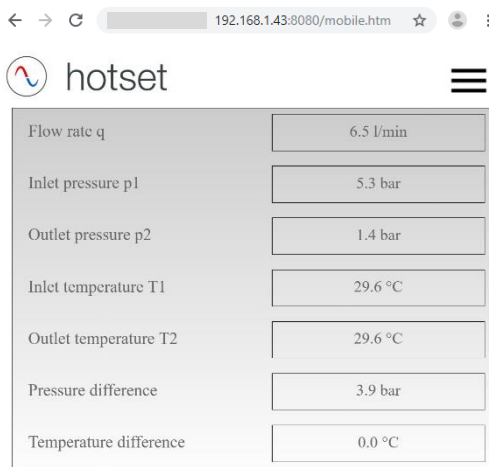 192.168.1.43:8080/mobile.htm
hotset
Flow rate q 6.5 l/min
Inlet pressure p1 5.3 bar
Outlet pressure p2 1.4 bar
Inlet temperature T1 29.6 °C
Outlet temperature T2 29.6 °C
Pressure difference 3.9 bar
Temperature difference 0.0 °C